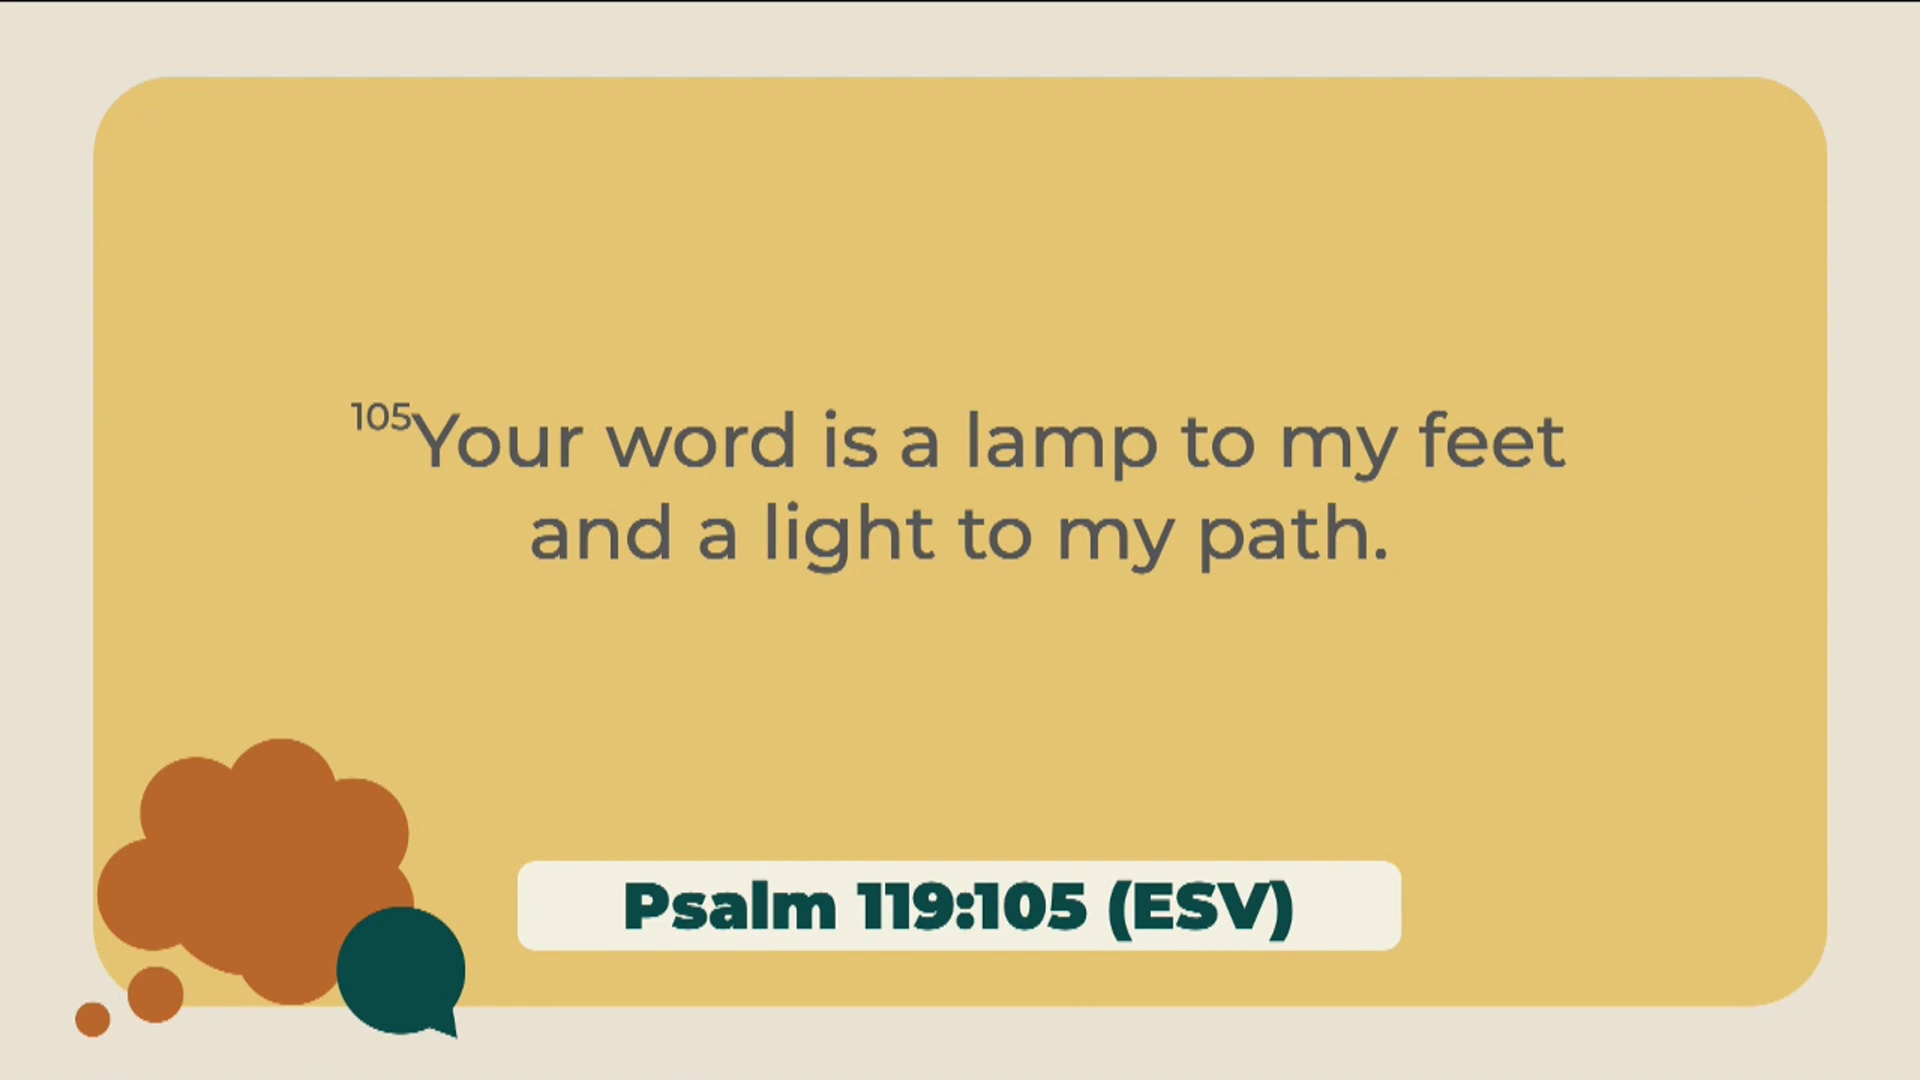 105Your word is a lamp to my feet
and a light to my path.
Psalm 119:105 (ESV)